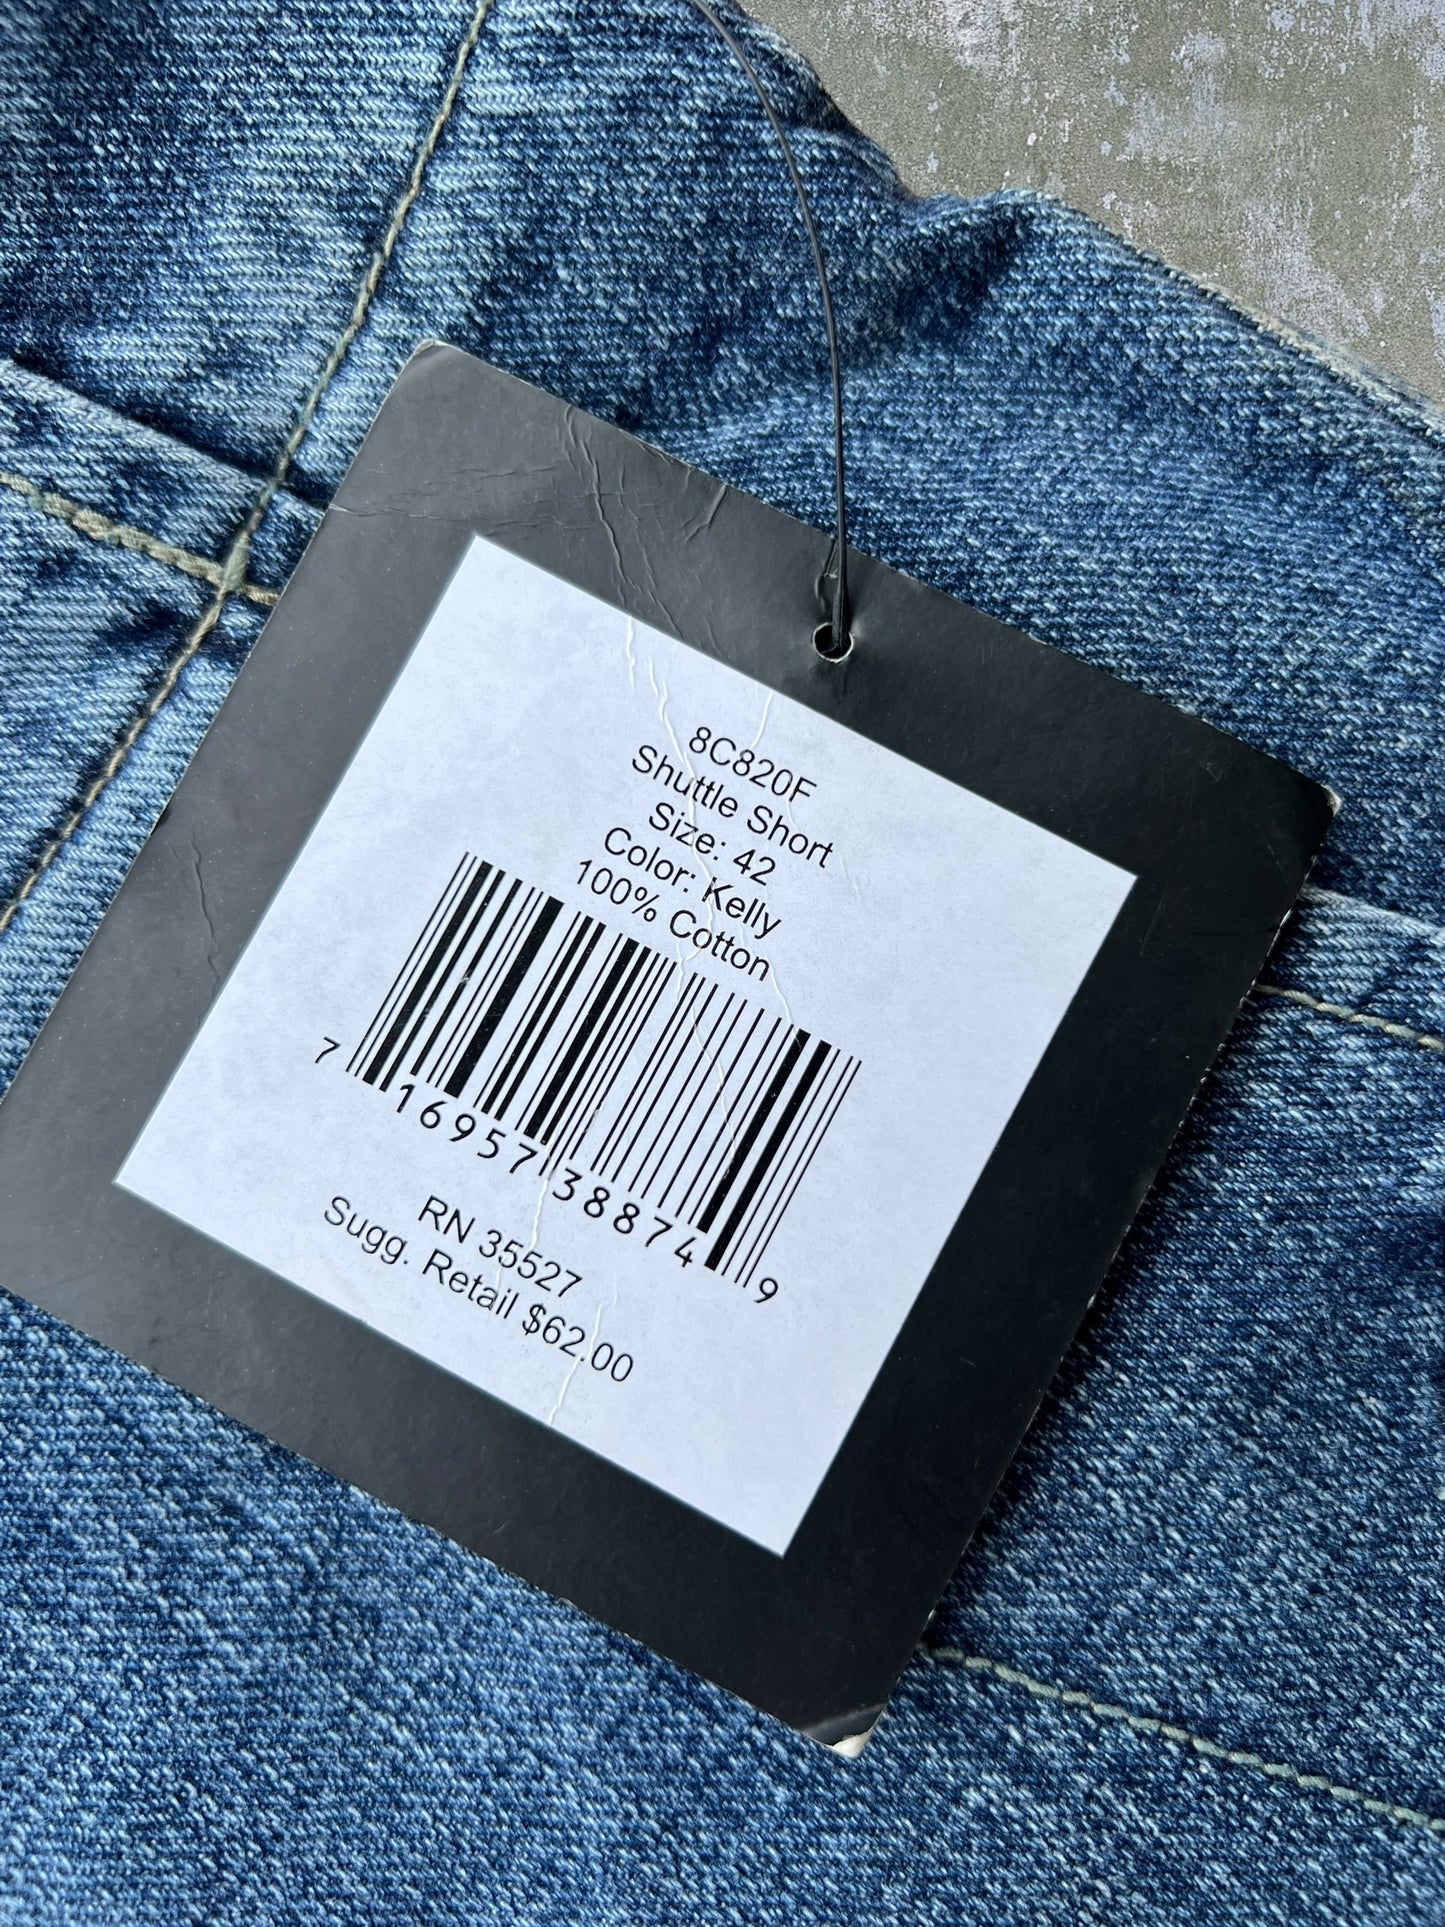 8C820F
Shuttle Short
Size: 42
Color: Kelly
100% Cotton
7 16957 38874 9
RN 35527
Sugg. Retail $62.00